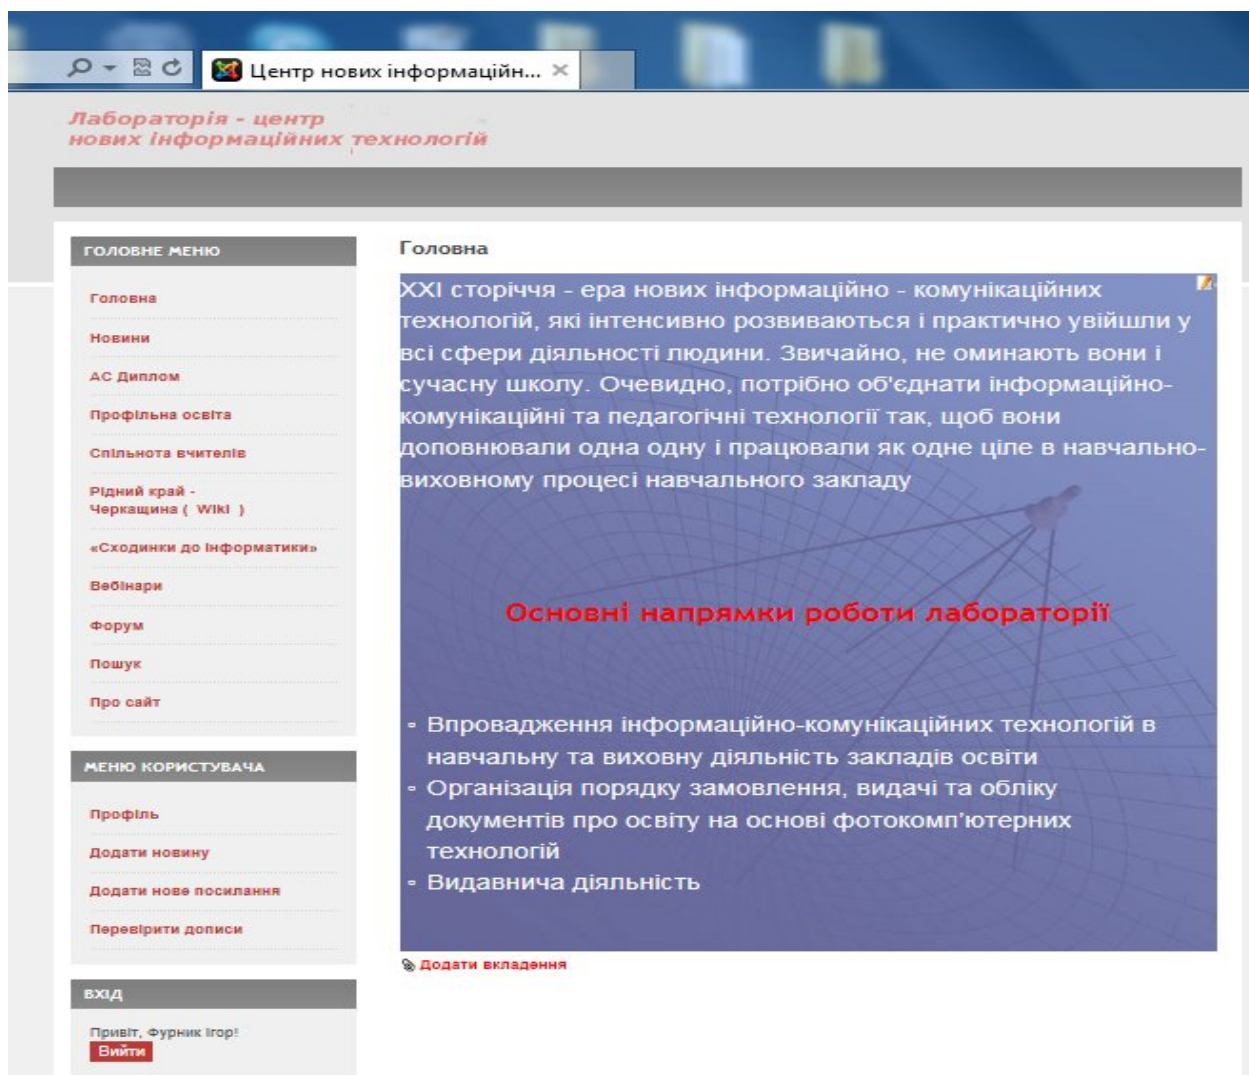 Центр нових інформаційн...
Лабораторія - центр
нових інформаційних технологій
ГОЛОВНЕ МЕНЮ
Головна
Новини
АС Диплом
Профільна освіта
Спільнота вчителів
Рідний край -
Черкащина ( Wiki )
«Сходинки до інформатики»
Вебінари
Форум
Пошук
Про сайт
МЕНЮ КОРИСТУВАЧА
Профіль
Додати новину
Додати нове посилання
Перевірити дописи
ВХІД
Привіт, Фурник Ігор!
Вийти
Головна
ХХІ сторіччя - ера нових інформаційно - комунікаційних
технологій, які інтенсивно розвиваються і практично увійшли у
всі сфери діяльності людини. Звичайно, не оминають вони і
сучасну школу. Очевидно, потрібно об'єднати інформаційно-
комунікаційні та педагогічні технології так, щоб вони
доповнювали одна одну і працювали як одне ціле в навчально-
виховному процесі навчального закладу
Основні напрямки роботи лабораторії
Впровадження інформаційно-комунікаційних технологій в
навчальну та виховну діяльність закладів освіти
Організація порядку замовлення, видачі та обліку
документів про освіту на основі фотокомп'ютерних
технологій
Видавнича діяльність
Додати вкладення